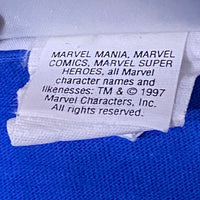 MARVEL MANIA, MARVEL
COMICS, MARVEL SUPER
HEROES, all Marvel
character names and
likenesses: TM & © 1997
Marvel Characters, Inc.
All rights reserved.